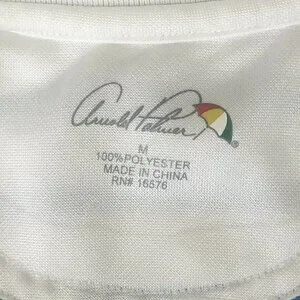 Arnold Palmer ®
M
100% POLYESTER
MADE IN CHINA
RN# 16576